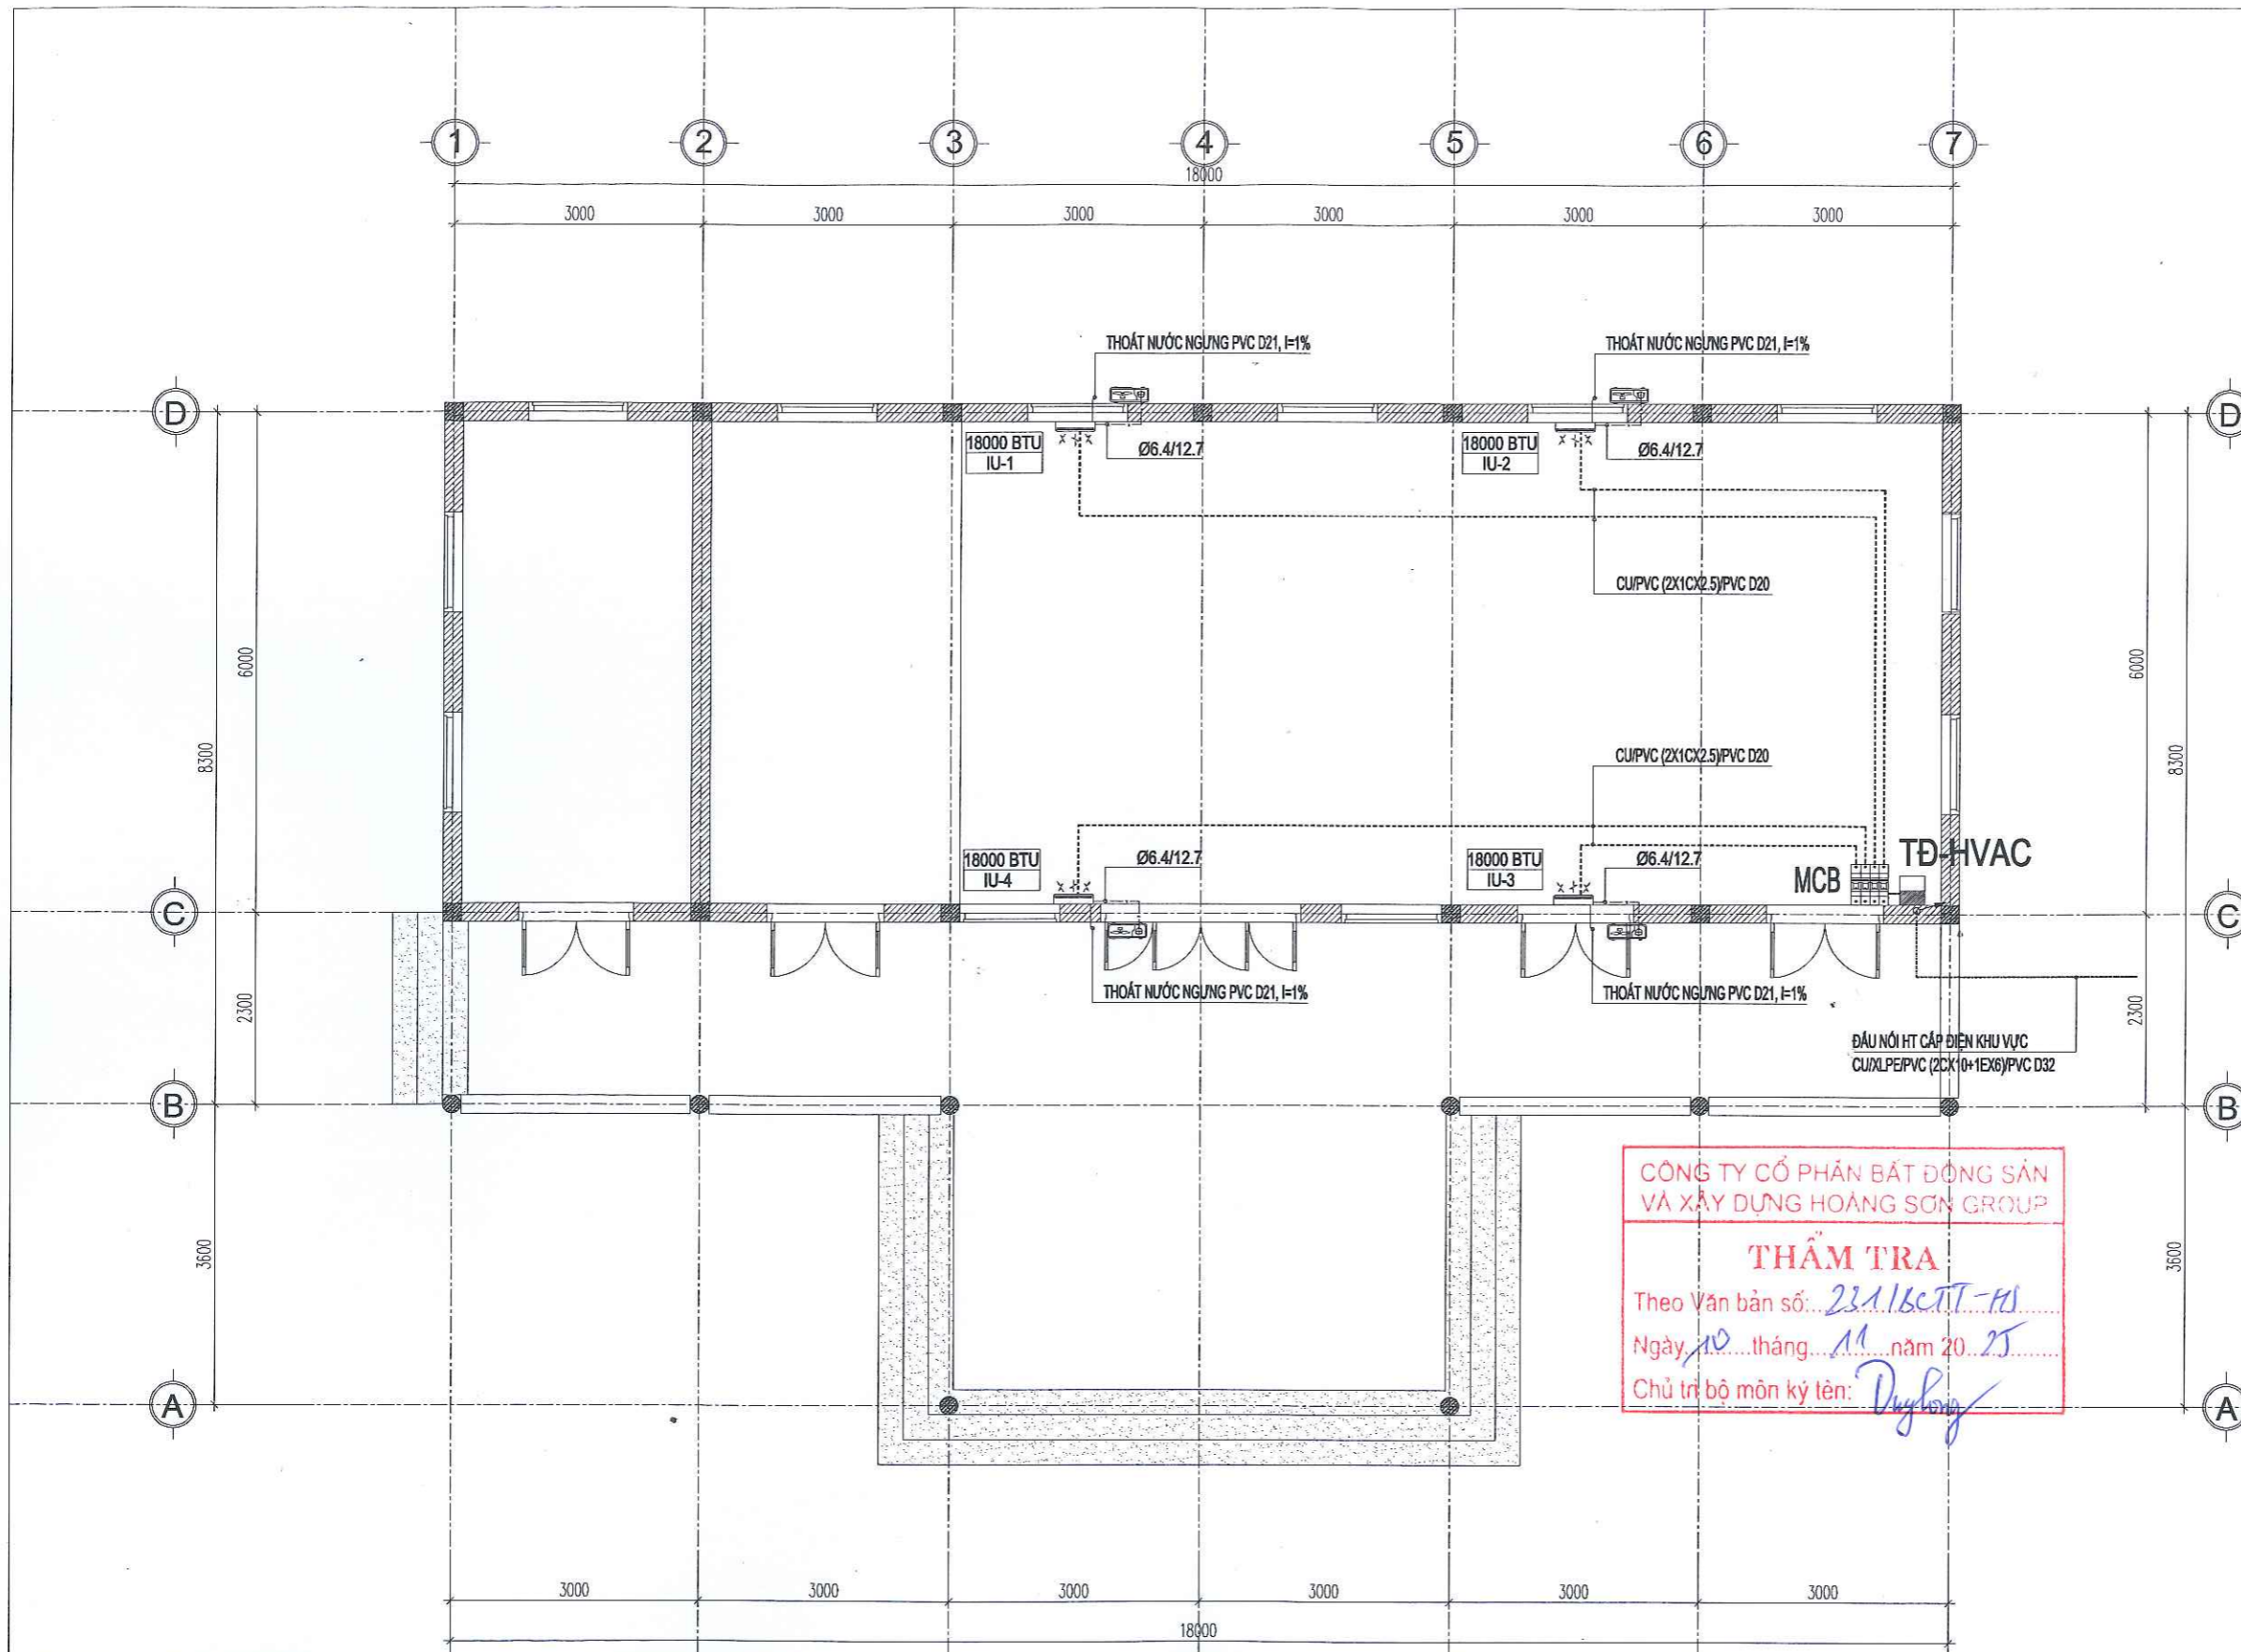 1 2 3 4 5 6 7
18000
3000 3000 3000 3000 3000 3000
THOÁT NƯỚC NGƯNG PVC D21, I=1% THOÁT NƯỚC NGƯNG PVC D21, I=1%
D D
18000 BTU
IU-1
Ø6.4/12.7
18000 BTU
IU-2
Ø6.4/12.7
CU/PVC (2X1CX2.5)/PVC D20
6000 6000
8300 8300
CU/PVC (2X1CX2.5)/PVC D20
18000 BTU
IU-4
Ø6.4/12.7
18000 BTU
IU-3
Ø6.4/12.7
MCB
TĐ-HVAC
C C
THOÁT NƯỚC NGƯNG PVC D21, I=1% THOÁT NƯỚC NGƯNG PVC D21, I=1%
2300 2300
ĐẤU NỐI HT CẤP ĐIỆN KHU VỰC
CU/XLPE/PVC (2CX10+1EX6)/PVC D32
B B
CÔNG TY CỔ PHẦN BẤT ĐỘNG SẢN
VÀ XÂY DỰNG HOÀNG SƠN GROUP
THẨM TRA
Theo Văn bản số: 231/BCTT-HS
Ngày 10 tháng 11 năm 20 25
Chủ trì bộ môn ký tên: Duylong
3600 3600
A A
3000 3000 3000 3000 3000 3000
18000